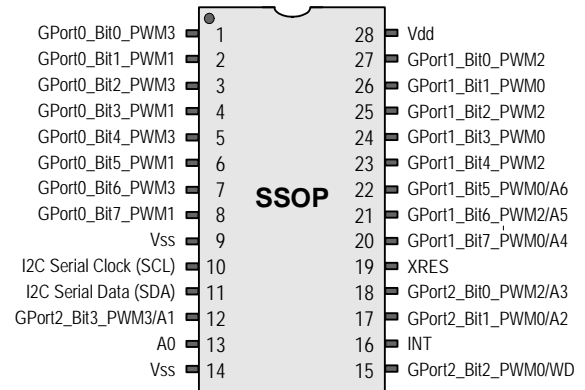 GPort0_Bit0_PWM3 1 28 Vdd
GPort0_Bit1_PWM1 2 27 GPort1_Bit0_PWM2
GPort0_Bit2_PWM3 3 26 GPort1_Bit1_PWM0
GPort0_Bit3_PWM1 4 25 GPort1_Bit2_PWM2
GPort0_Bit4_PWM3 5 24 GPort1_Bit3_PWM0
GPort0_Bit5_PWM1 6 23 GPort1_Bit4_PWM2
GPort0_Bit6_PWM3 7 22 GPort1_Bit5_PWM0/A6
SSOP
GPort0_Bit7_PWM1 8 21 GPort1_Bit6_PWM2/A5
Vss 9 20 GPort1_Bit7_PWM0/A4
I2C Serial Clock (SCL) 10 19 XRES
I2C Serial Data (SDA) 11 18 GPort2_Bit0_PWM2/A3
GPort2_Bit3_PWM3/A1 12 17 GPort2_Bit1_PWM0/A2
A0 13 16 INT
Vss 14 15 GPort2_Bit2_PWM0/WD